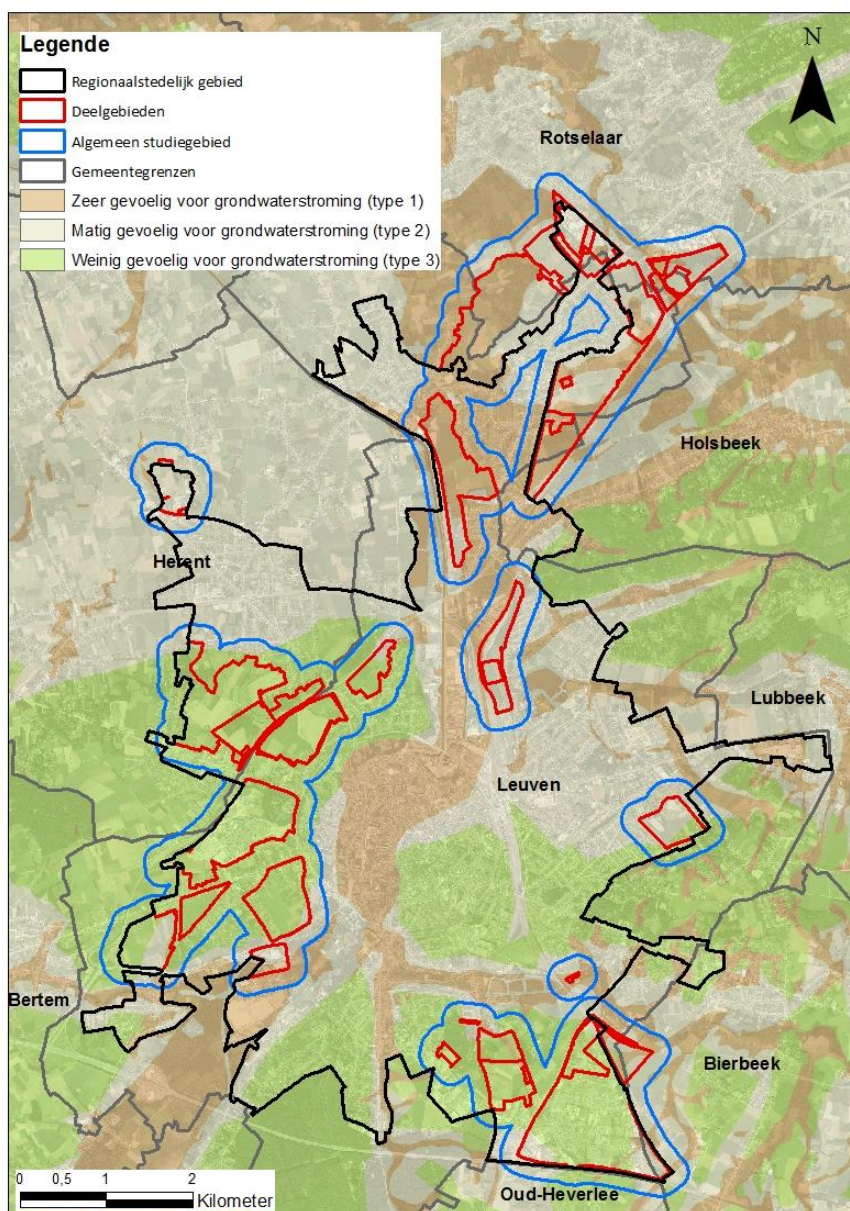 Legende
Regionaalstedelijk gebied
Deelgebieden
Algemeen studiegebied
Gemeentegrenzen
Zeer gevoelig voor grondwaterstroming (type 1)
Matig gevoelig voor grondwaterstroming (type 2)
Weinig gevoelig voor grondwaterstroming (type 3)
N
Rotselaar
Holsbeek
Herent
Lubbeek
Leuven
Bertem
Bierbeek
Oud-Heverlee
0 0,5 1 2
Kilometer